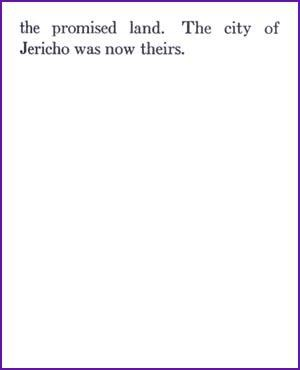 the promised land. The city of
Jericho was now theirs.